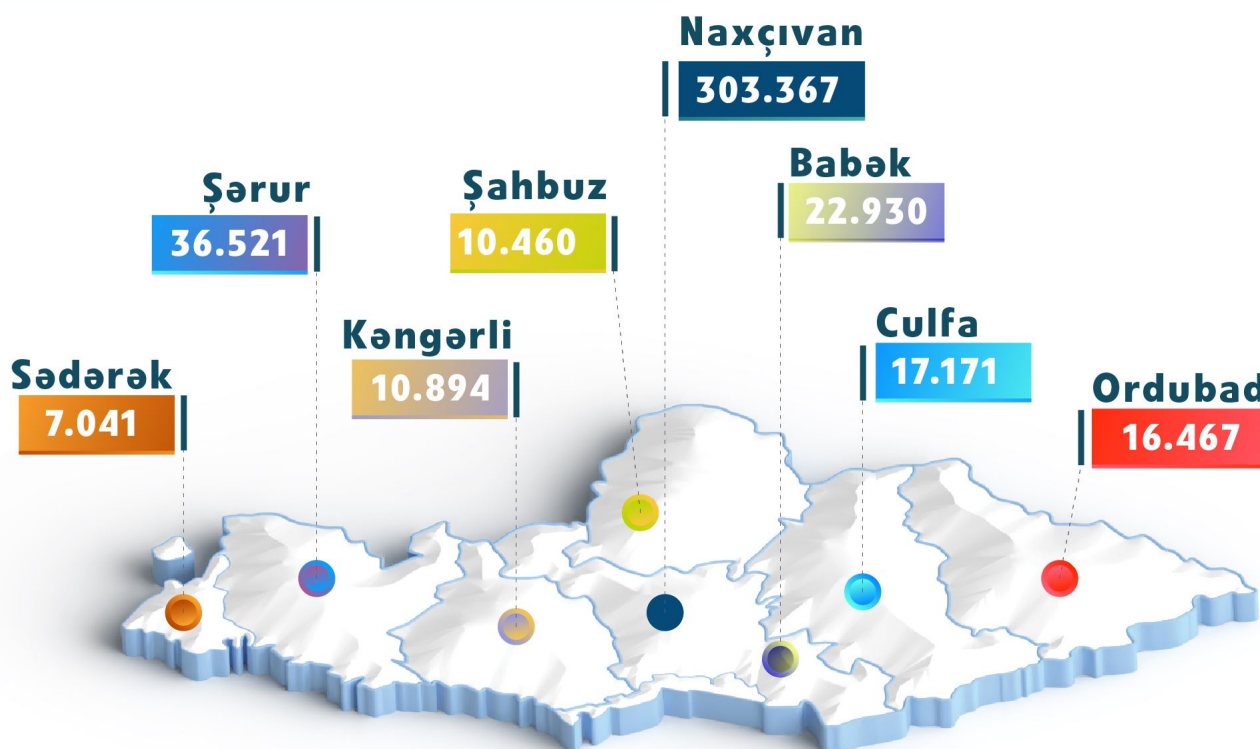 Naxçıvan
303.367
Babək
22.930
Şahbuz
10.460
Şərur
36.521
Culfa
17.171
Kəngərli
10.894
Sədərək
7.041
Ordubad
16.467